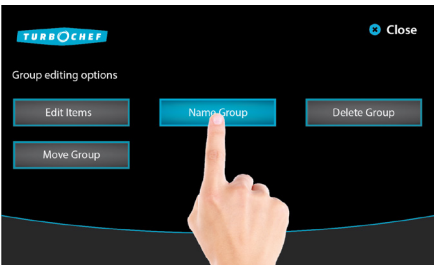 TURBOCHEF
Close
Group editing options
Edit Items
Name Group
Delete Group
Move Group